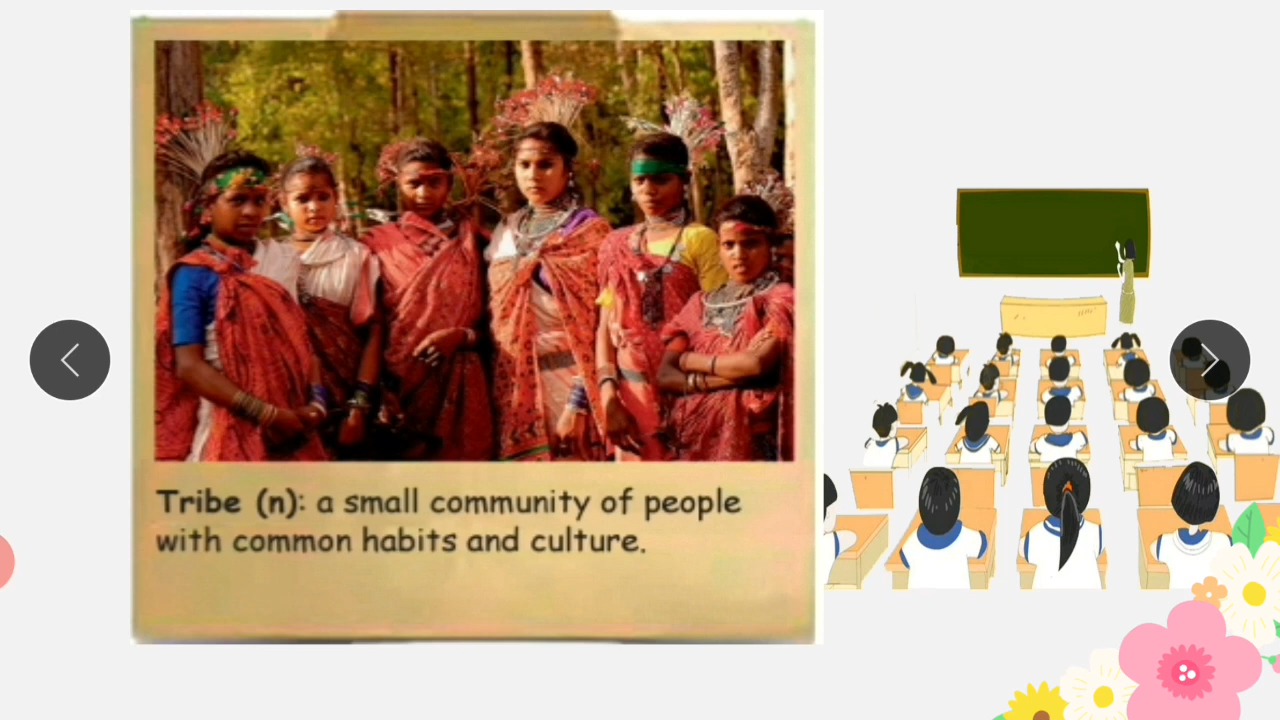 Tribe (n): a small community of people
with common habits and culture.